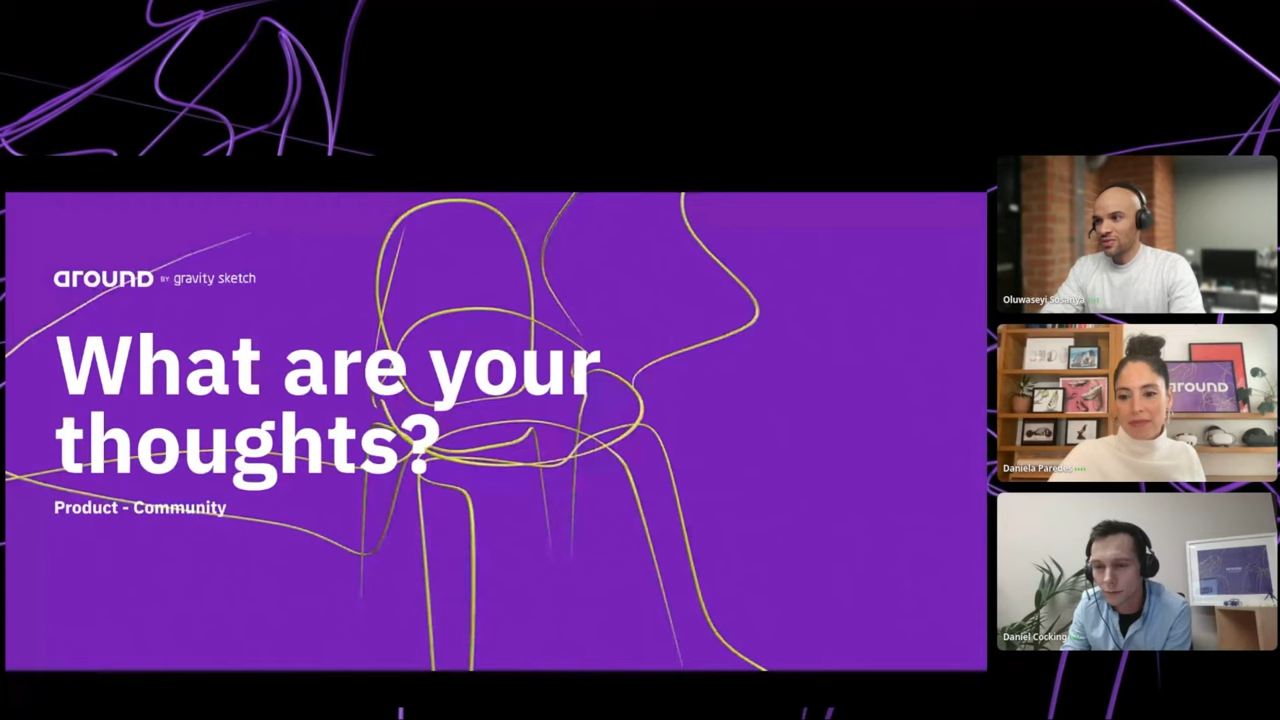 around BY gravity sketch
What are your
thoughts?
Product - Community
Oluwaseyi Sosanya
around
Daniela Paredes
Daniel Cocking